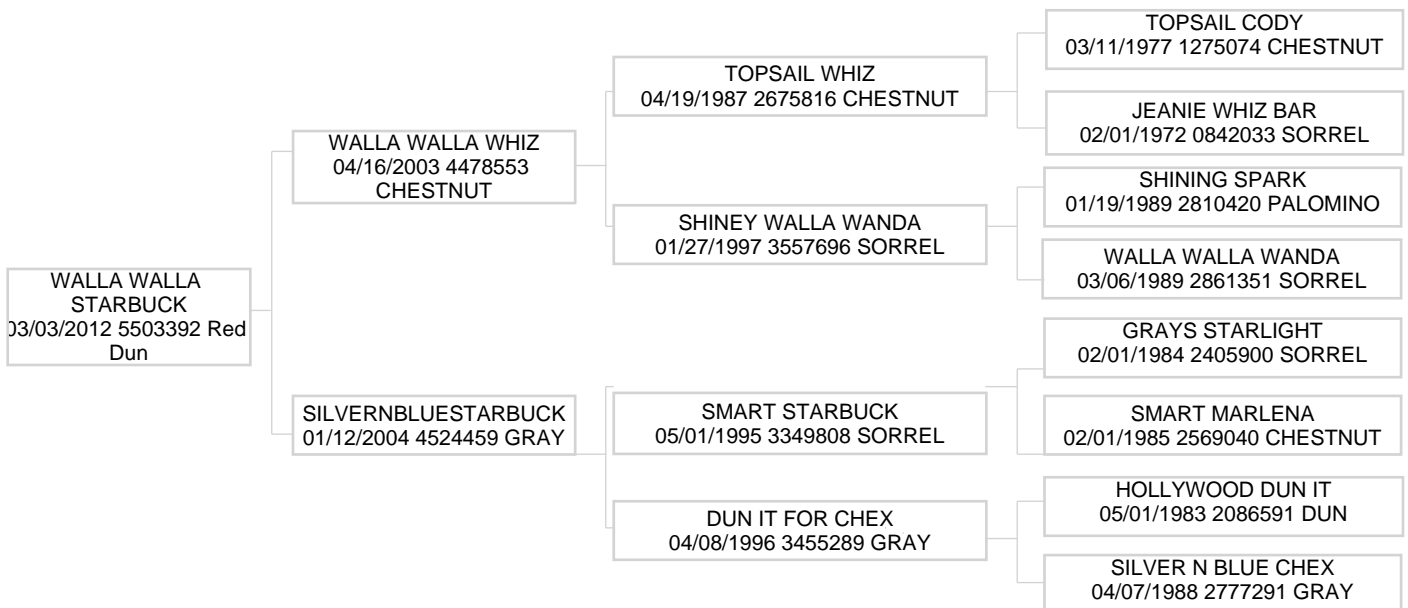 WALLA WALLA
STARBUCK
03/03/2012 5503392 Red
Dun
WALLA WALLA WHIZ
04/16/2003 4478553
CHESTNUT
SILVERNBLUESTARBUCK
01/12/2004 4524459 GRAY
TOPSAIL WHIZ
04/19/1987 2675816 CHESTNUT
SHINEY WALLA WANDA
01/27/1997 3557696 SORREL
SMART STARBUCK
05/01/1995 3349808 SORREL
DUN IT FOR CHEX
04/08/1996 3455289 GRAY
TOPSAIL CODY
03/11/1977 1275074 CHESTNUT
JEANIE WHIZ BAR
02/01/1972 0842033 SORREL
SHINING SPARK
01/19/1989 2810420 PALOMINO
WALLA WALLA WANDA
03/06/1989 2861351 SORREL
GRAYS STARLIGHT
02/01/1984 2405900 SORREL
SMART MARLENA
02/01/1985 2569040 CHESTNUT
HOLLYWOOD DUN IT
05/01/1983 2086591 DUN
SILVER N BLUE CHEX
04/07/1988 2777291 GRAY